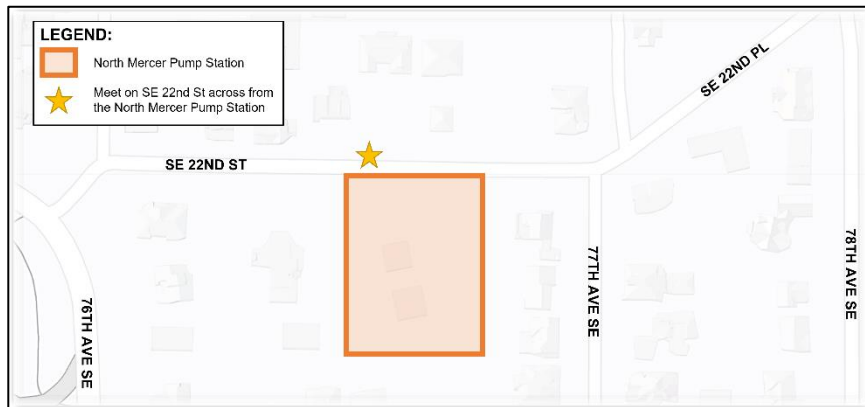 LEGEND:
North Mercer Pump Station
Meet on SE 22nd St across from
the North Mercer Pump Station
SE 22ND PL
SE 22ND ST
76TH AVE SE
77TH AVE SE
78TH AVE SE